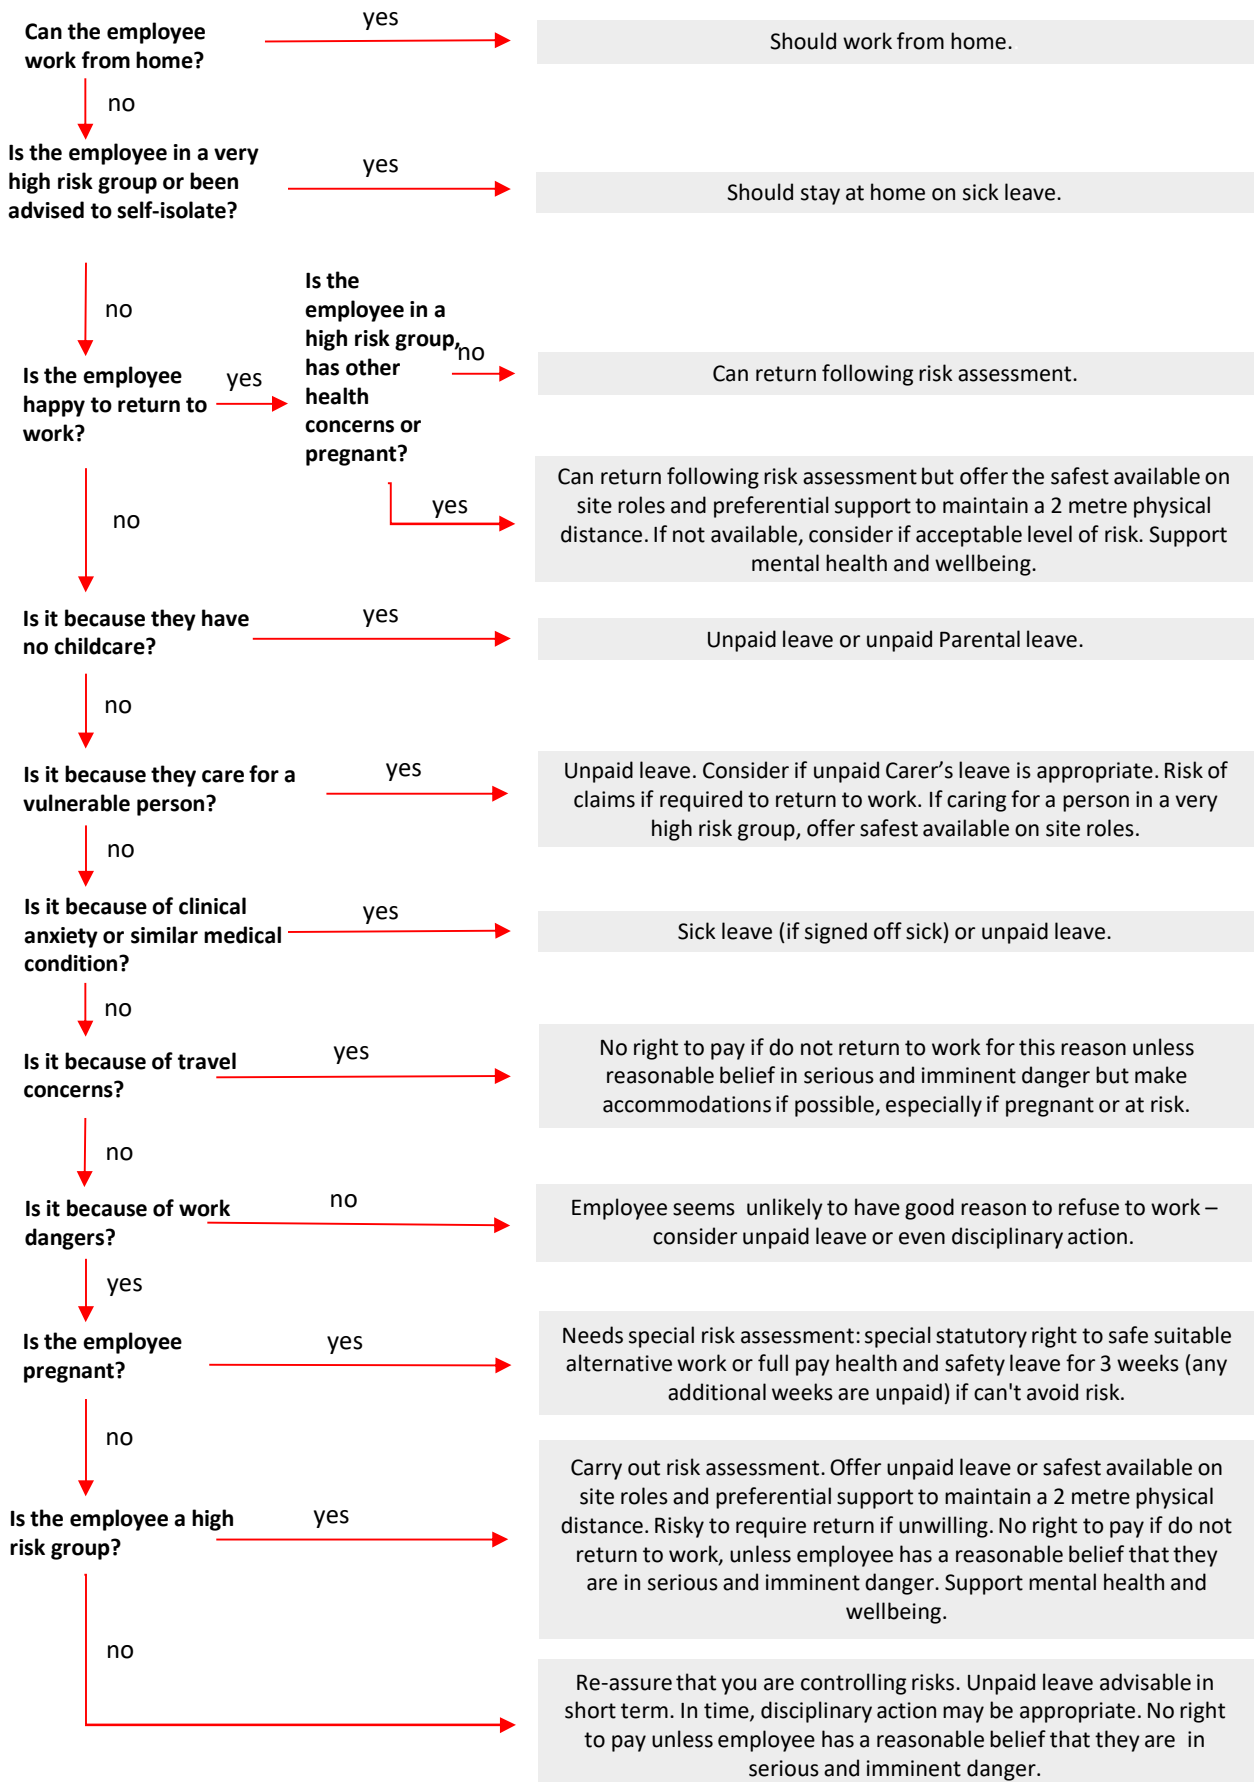 Can the employee
work from home?
yes
Should work from home.
no
Is the employee in a very
high risk group or been
advised to self-isolate?
yes
Should stay at home on sick leave.
no
Is the employee
happy to return to
work?
yes
Is the
employee in a
high risk group,
has other
health
concerns or
pregnant?
no
Can return following risk assessment.
yes
Can return following risk assessment but offer the safest available on
site roles and preferential support to maintain a 2 metre physical
distance. If not available, consider if acceptable level of risk. Support
mental health and wellbeing.
no
Is it because they have
no childcare?
yes
Unpaid leave or unpaid Parental leave.
no
Is it because they care for a
vulnerable person?
yes
Unpaid leave. Consider if unpaid Carer’s leave is appropriate. Risk of
claims if required to return to work. If caring for a person in a very
high risk group, offer safest available on site roles.
no
Is it because of clinical
anxiety or similar medical
condition?
yes
Sick leave (if signed off sick) or unpaid leave.
no
Is it because of travel
concerns?
yes
No right to pay if do not return to work for this reason unless
reasonable belief in serious and imminent danger but make
accommodations if possible, especially if pregnant or at risk.
no
Is it because of work
dangers?
no
Employee seems unlikely to have good reason to refuse to work –
consider unpaid leave or even disciplinary action.
yes
Is the employee
pregnant?
yes
Needs special risk assessment: special statutory right to safe suitable
alternative work or full pay health and safety leave for 3 weeks (any
additional weeks are unpaid) if can't avoid risk.
no
Is the employee a high
risk group?
yes
Carry out risk assessment. Offer unpaid leave or safest available on
site roles and preferential support to maintain a 2 metre physical
distance. Risky to require return if unwilling. No right to pay if do not
return to work, unless employee has a reasonable belief that they
are in serious and imminent danger. Support mental health and
wellbeing.
no
Re-assure that you are controlling risks. Unpaid leave advisable in
short term. In time, disciplinary action may be appropriate. No right
to pay unless employee has a reasonable belief that they are in
serious and imminent danger.